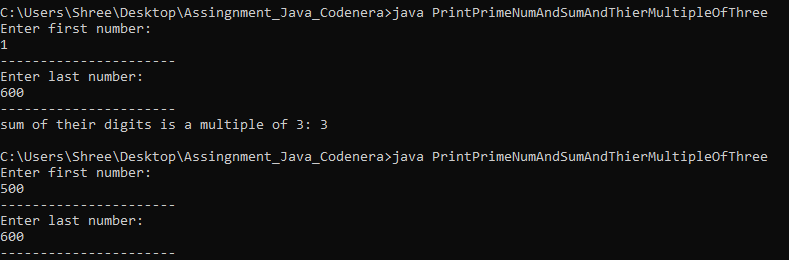 C:\Users\Shree\Desktop\Assingnment_Java_Codenera>java PrintPrimeNumAndSumAndThierMultipleOfThree
Enter first number:
1
----------------------
Enter last number:
600
----------------------
sum of their digits is a multiple of 3: 3
C:\Users\Shree\Desktop\Assingnment_Java_Codenera>java PrintPrimeNumAndSumAndThierMultipleOfThree
Enter first number:
500
----------------------
Enter last number:
600
----------------------